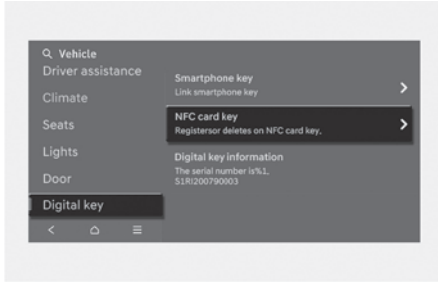 Vehicle
Driver assistance
Climate
Seats
Lights
Door
Digital key
Smartphone key
Link smartphone key
NFC card key
Registersor deletes on NFC card key,
Digital key information
The serial number is%1,
S1RI200790003